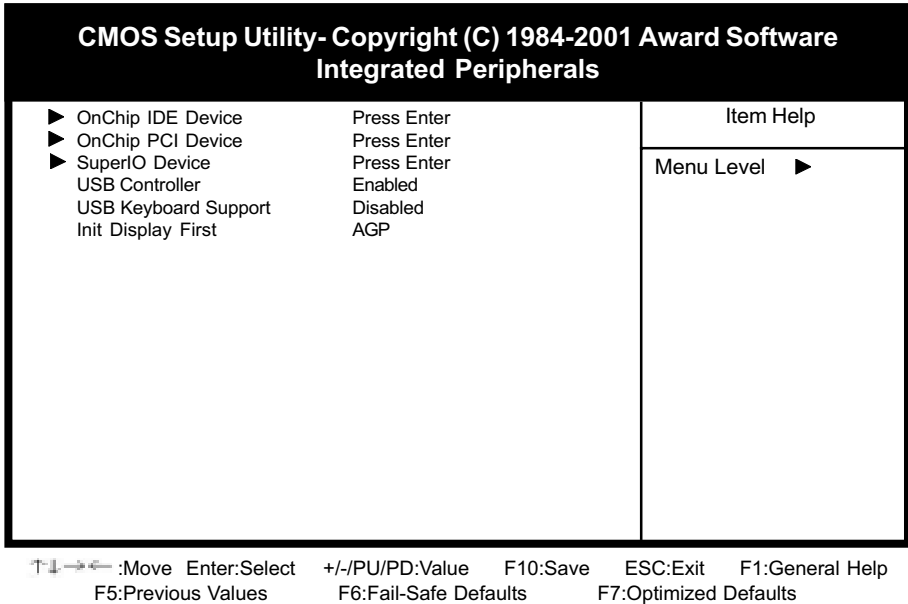 CMOS Setup Utility- Copyright (C) 1984-2001 Award Software
Integrated Peripherals
▶ OnChip IDE Device Press Enter
▶ OnChip PCI Device Press Enter
▶ SuperIO Device Press Enter
USB Controller Enabled
USB Keyboard Support Disabled
Init Display First AGP
Item Help
Menu Level ▶
↑↓→← :Move Enter:Select +/-/PU/PD:Value F10:Save ESC:Exit F1:General Help
F5:Previous Values F6:Fail-Safe Defaults F7:Optimized Defaults